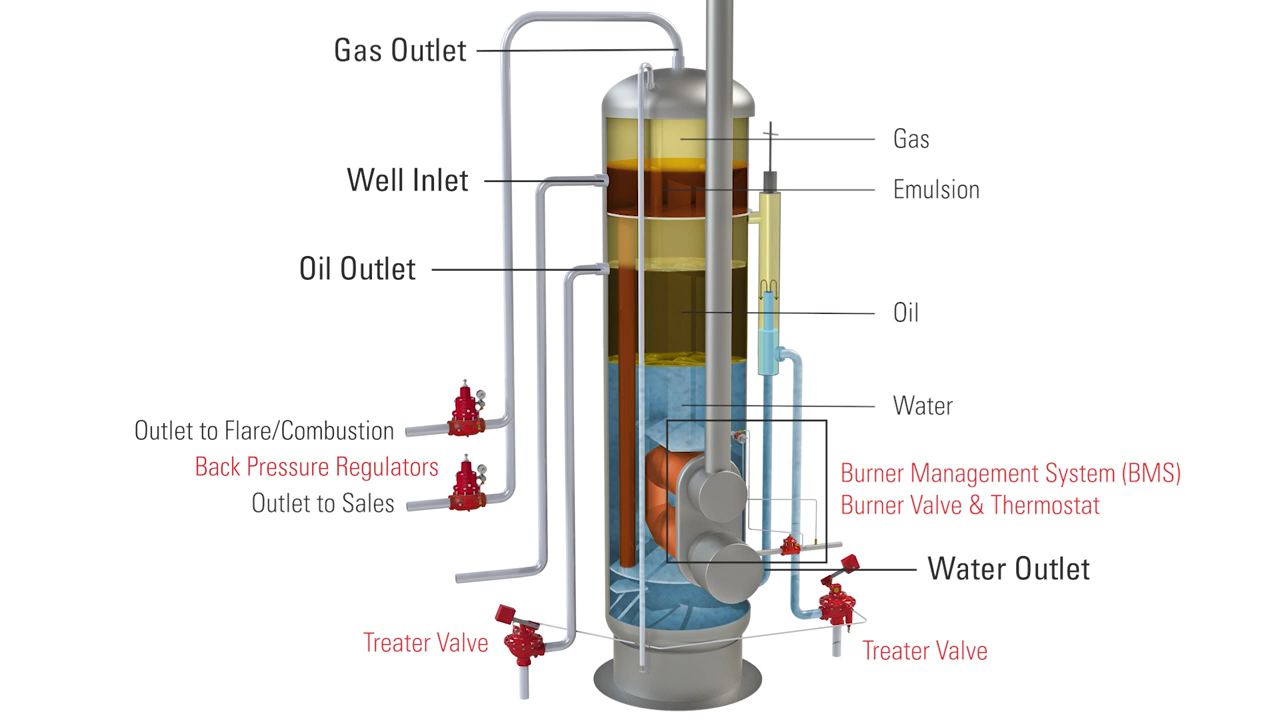 Gas Outlet
Gas
Well Inlet
Emulsion
Oil Outlet
Oil
Water
Outlet to Flare/Combustion
Back Pressure Regulators
Outlet to Sales
Burner Management System (BMS)
Burner Valve & Thermostat
Water Outlet
Treater Valve
Treater Valve